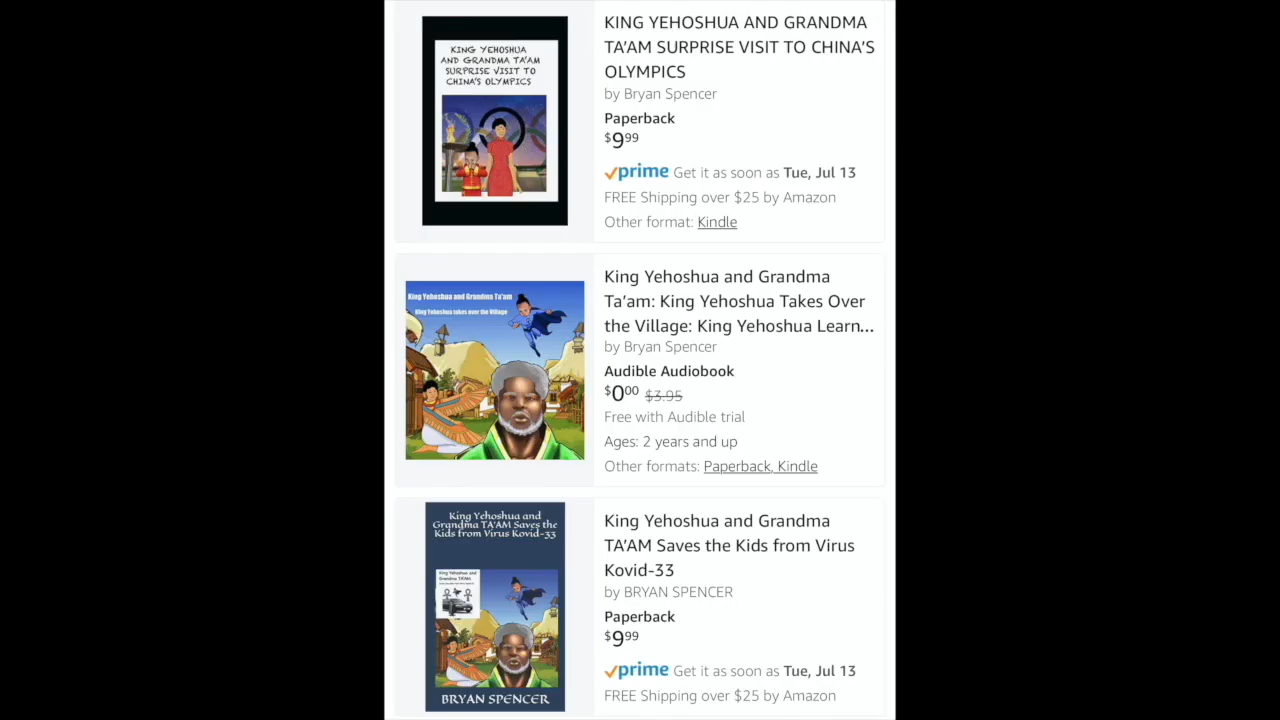 KING YEHOSHUA
AND GRANDMA TA'AM
SURPRISE VISIT TO
CHINA'S OLYMPICS
KING YEHOSHUA AND GRANDMA
TA’AM SURPRISE VISIT TO CHINA’S
OLYMPICS
by Bryan Spencer
Paperback
$9.99
prime Get it as soon as Tue, Jul 13
FREE Shipping over $25 by Amazon
Other format: Kindle
King Yehoshua and Grandma Ta'am
King Yehoshua takes over the Village
King Yehoshua and Grandma
Ta’am: King Yehoshua Takes Over
the Village: King Yehoshua Learn...
by Bryan Spencer
Audible Audiobook
$0.00 $3.95
Free with Audible trial
Ages: 2 years and up
Other formats: Paperback, Kindle
King Yehoshua and
Grandma TA'AM Saves the
Kids from Virus Kovid-33
King Yehoshua and
Grandma TA'AM
BRYAN SPENCER
King Yehoshua and Grandma
TA’AM Saves the Kids from Virus
Kovid-33
by BRYAN SPENCER
Paperback
$9.99
prime Get it as soon as Tue, Jul 13
FREE Shipping over $25 by Amazon